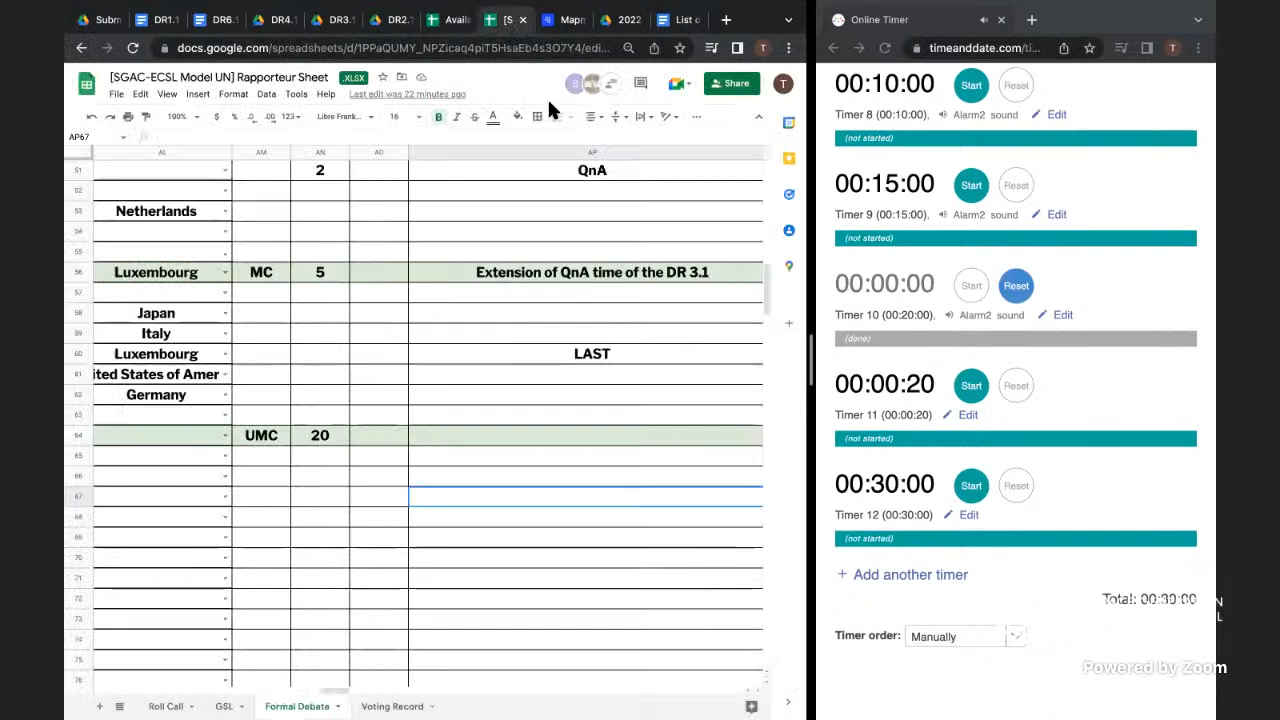 Subm
DR1.1
DR6.
DR4.
DR3.1
DR2.
Availa
[S
Mapn
2022
List o
docs.google.com/spreadsheets/d/1PPaQUMY_NPZicaq4piT5HsaEb4s3O7Y4/edi...
T
[SGAC-ECSL Model UN] Rapporteur Sheet
.XLSX
S
Share
T
File Edit View Insert Format Data Tools Help Last edit was 22 minutes ago
100% $ % .0 .00 123 Libre Frank... 16 B I S A
AP67
AL AM AN AO AP
51 2 QnA
52
53 Netherlands
54
55
56 Luxembourg MC 5 Extension of QnA time of the DR 3.1
57
58 Japan
59 Italy
60 Luxembourg LAST
61 ited States of Amer
62 Germany
63
64 UMC 20
65
66
67
68
69
70
71
72
73
74
75
76
Roll Call GSL Formal Debate Voting Record
Online Timer
timeanddate.com/ti...
T
00:10:00 Start Reset
Timer 8 (00:10:00), Alarm2 sound Edit
(not started)
00:15:00 Start Reset
Timer 9 (00:15:00), Alarm2 sound Edit
(not started)
00:00:00 Start Reset
Timer 10 (00:20:00), Alarm2 sound Edit
(done)
00:00:20 Start Reset
Timer 11 (00:00:20) Edit
(not started)
00:30:00 Start Reset
Timer 12 (00:30:00) Edit
(not started)
+ Add another timer
Total: 00:30:00
Timer order: Manually
Powered by Zoom